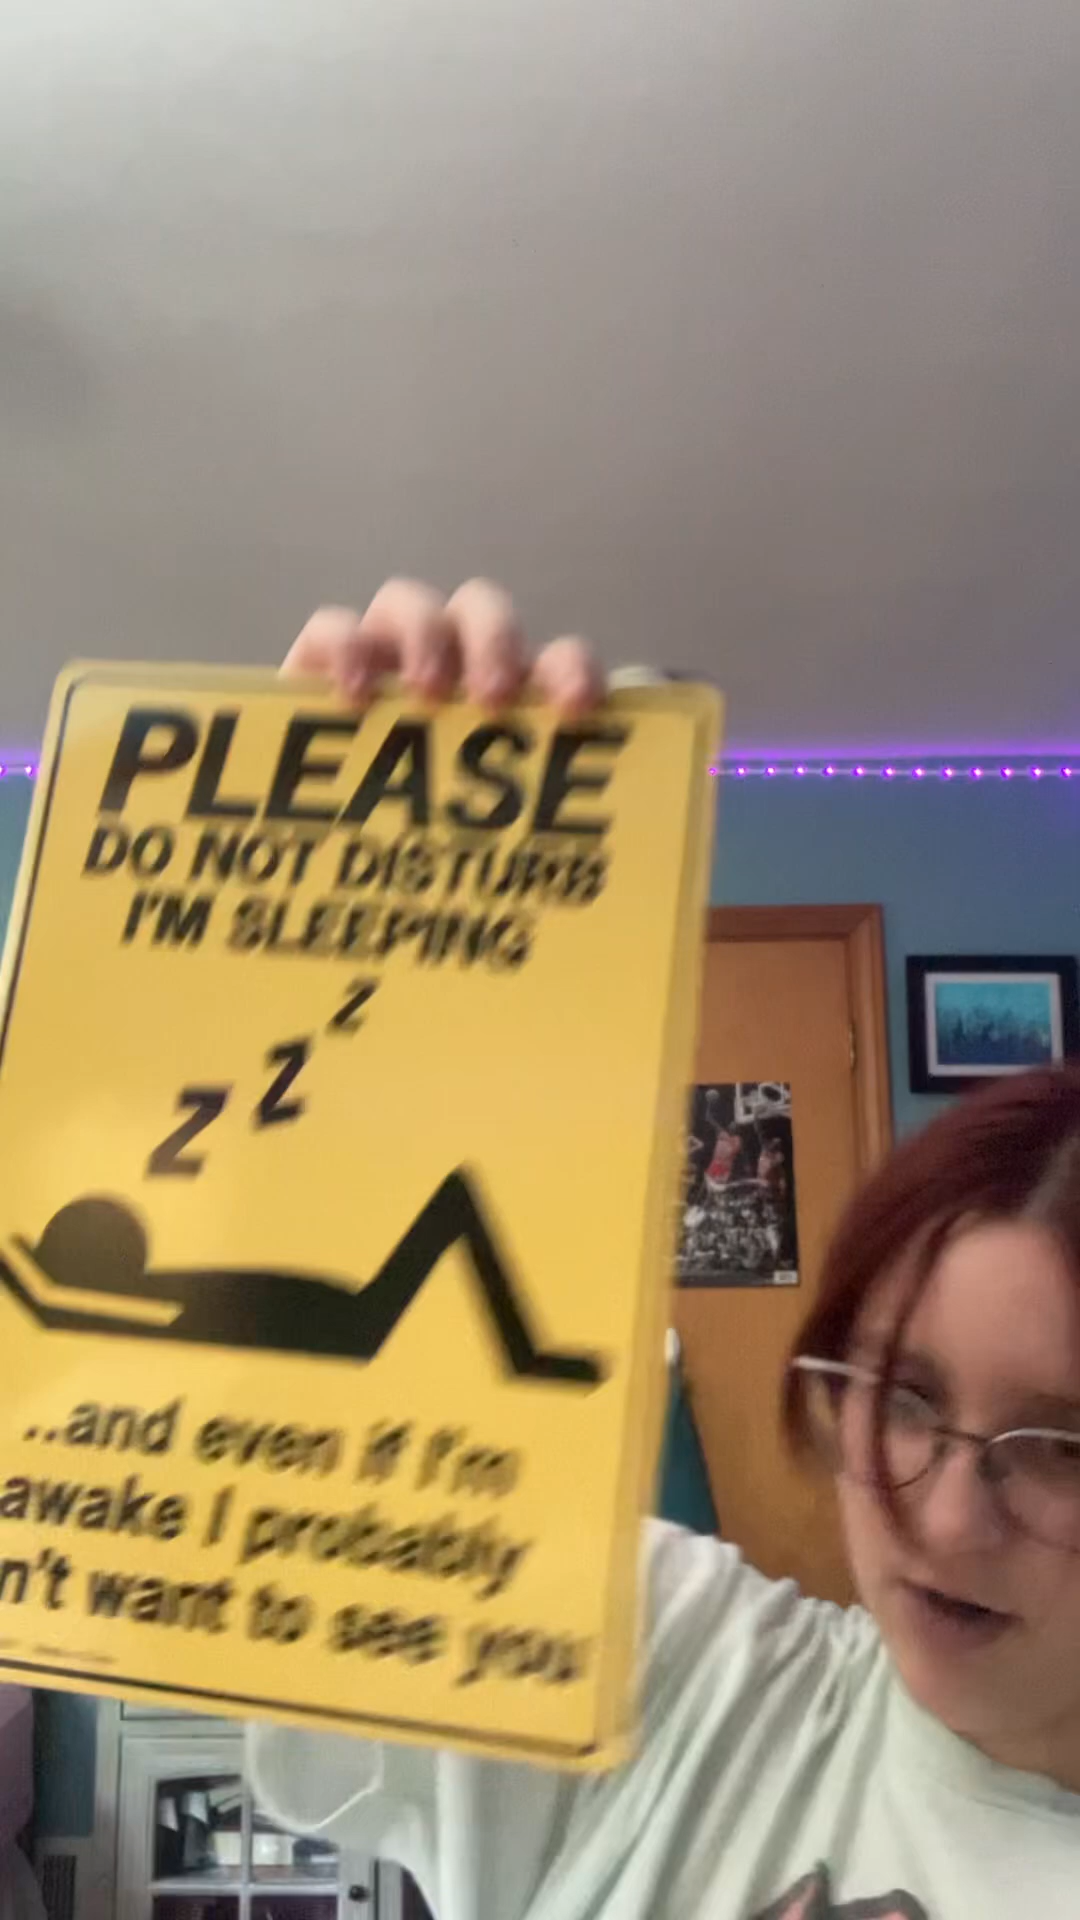 PLEASE
DO NOT DISTURB
I'M SLEEPING
z
z
z
..and even if I'm
awake I probably
n't want to see you